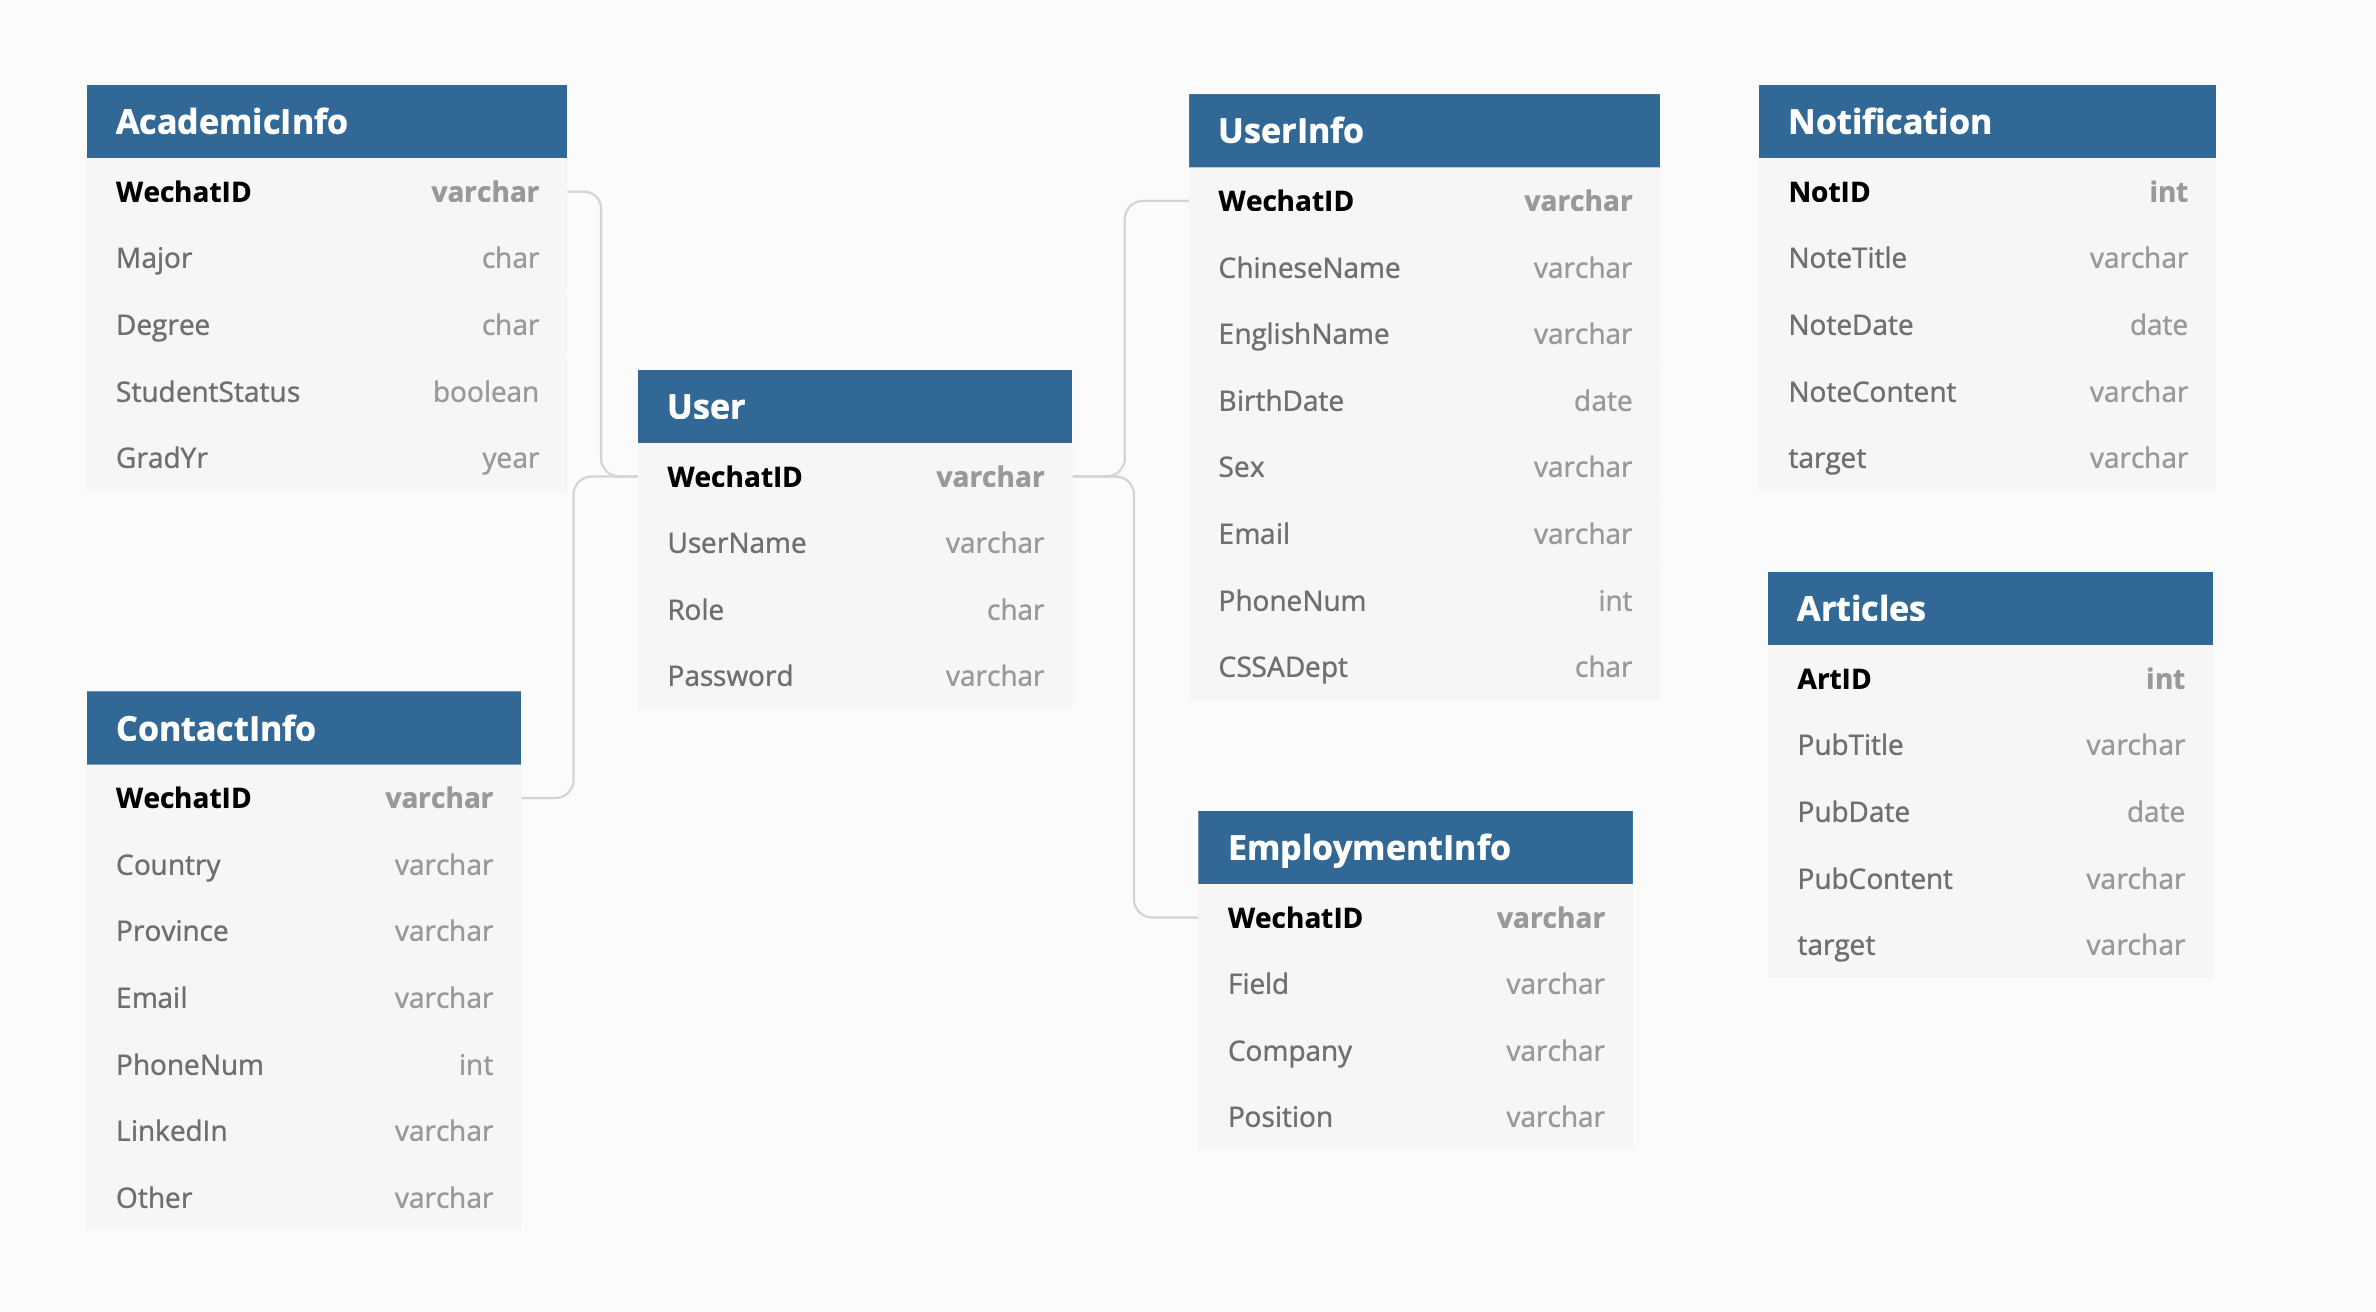 AcademicInfo
WechatID varchar
Major char
Degree char
StudentStatus boolean
GradYr year
ContactInfo
WechatID varchar
Country varchar
Province varchar
Email varchar
PhoneNum int
LinkedIn varchar
Other varchar
User
WechatID varchar
UserName varchar
Role char
Password varchar
UserInfo
WechatID varchar
ChineseName varchar
EnglishName varchar
BirthDate date
Sex varchar
Email varchar
PhoneNum int
CSSADept char
EmploymentInfo
WechatID varchar
Field varchar
Company varchar
Position varchar
Notification
NotID int
NoteTitle varchar
NoteDate date
NoteContent varchar
target varchar
Articles
ArtID int
PubTitle varchar
PubDate date
PubContent varchar
target varchar